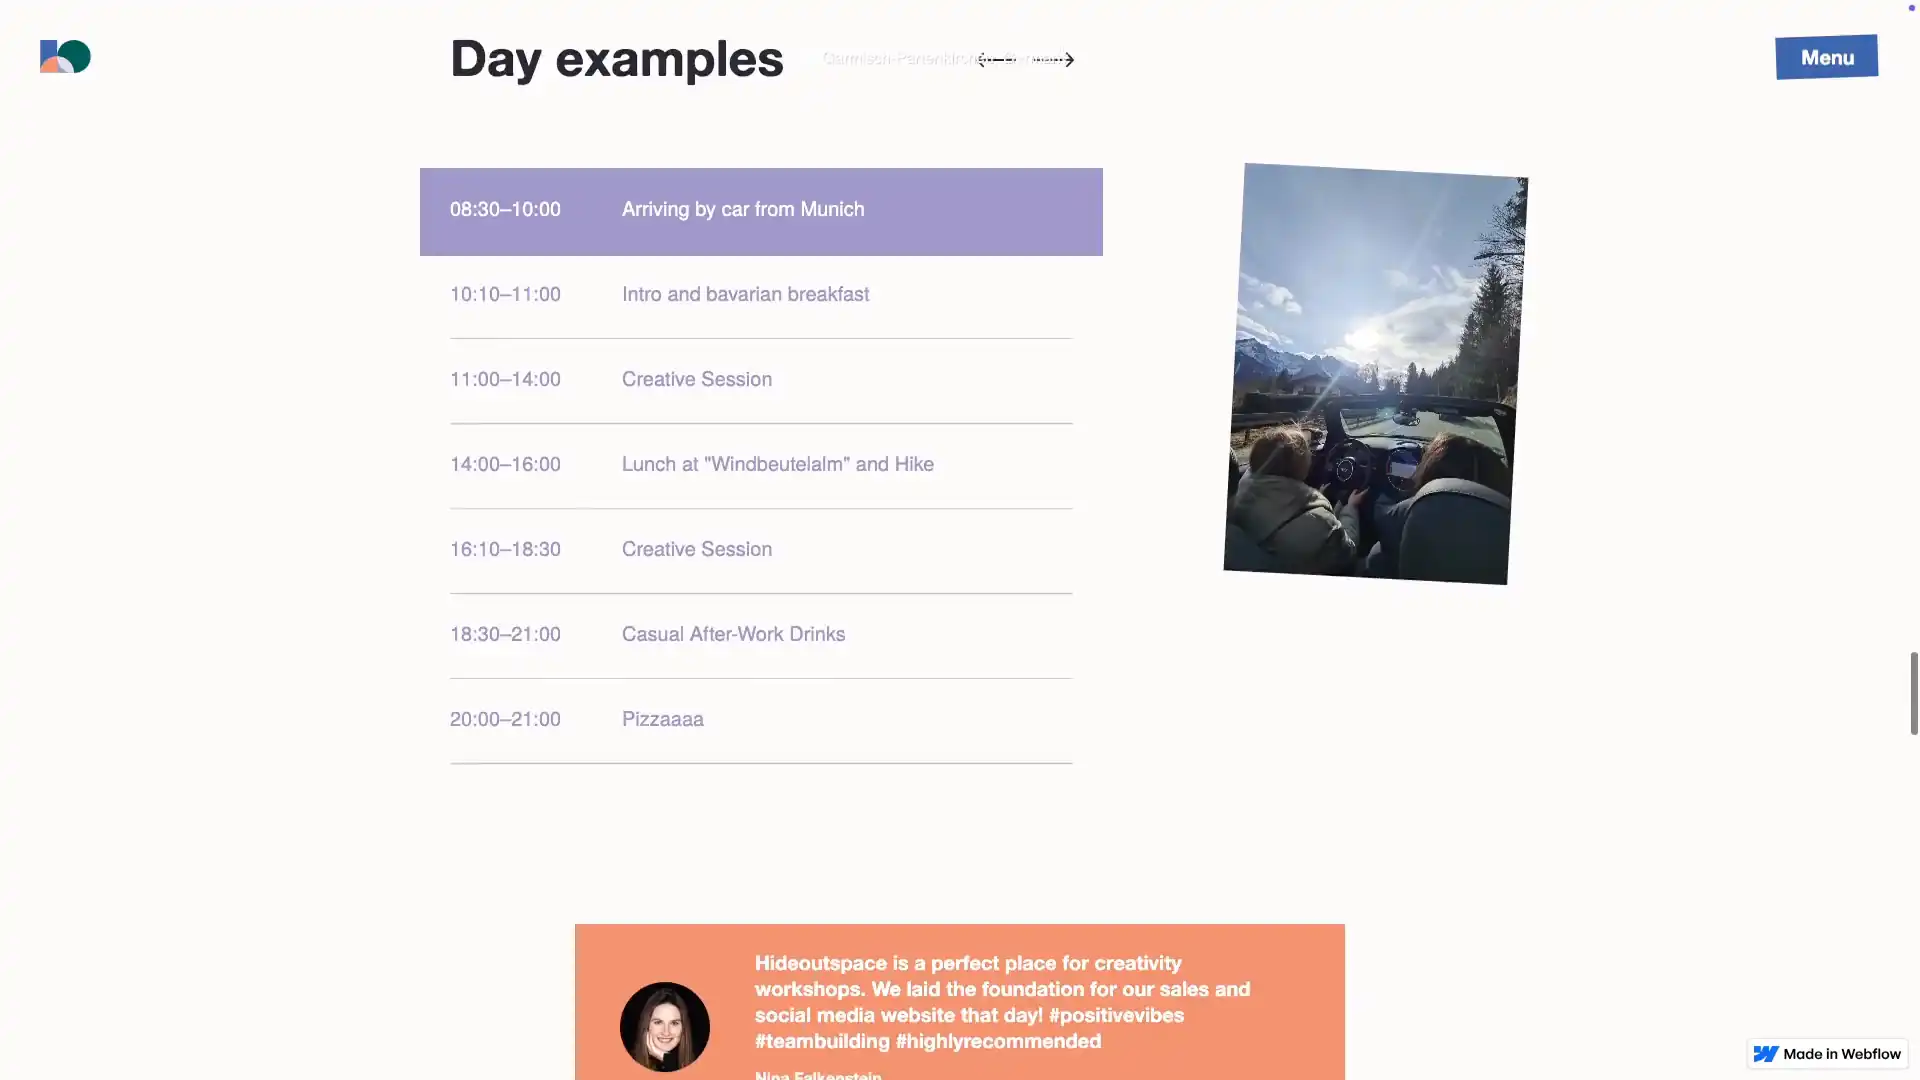 Day examples
Garmisch-Partenkirchen, Germany
Menu
08:30–10:00 Arriving by car from Munich
10:10–11:00 Intro and bavarian breakfast
11:00–14:00 Creative Session
14:00–16:00 Lunch at "Windbeutelalm" and Hike
16:10–18:30 Creative Session
18:30–21:00 Casual After-Work Drinks
20:00–21:00 Pizzaaaa
Hideoutspace is a perfect place for creativity
workshops. We laid the foundation for our sales and
social media website that day! #positivevibes
#teambuilding #highlyrecommended
Nina Falkenstein
Made in Webflow